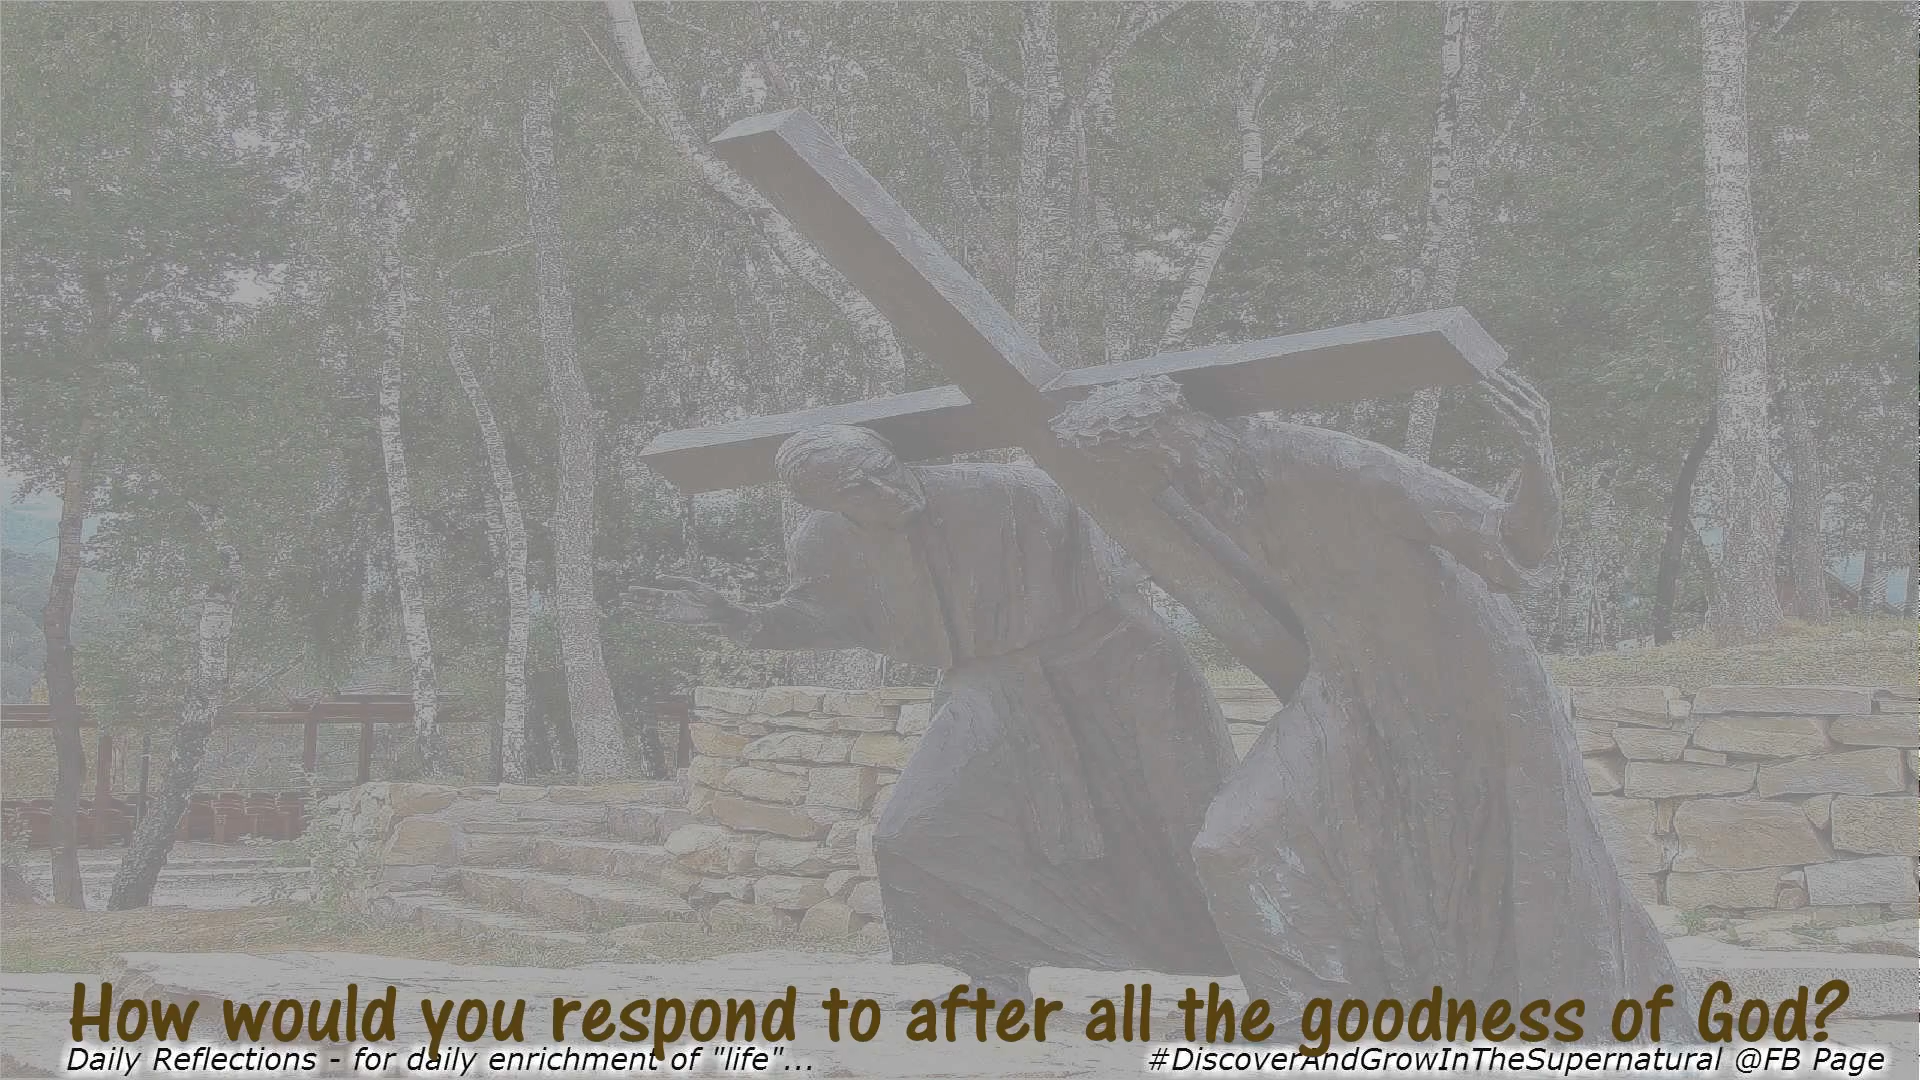 How would you respond to after all the goodness of God?
Daily Reflections - for daily enrichment of "life"...
#DiscoverAndGrowInTheSupernatural @FB Page